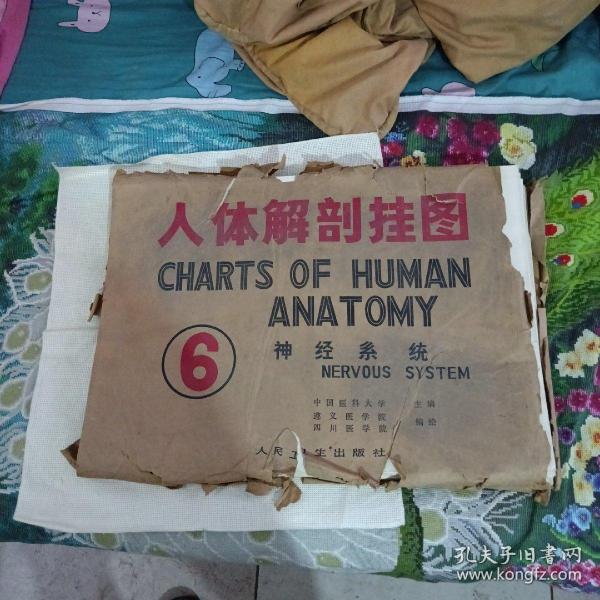 人体解剖挂图
CHARTS OF HUMAN
ANATOMY
6
神经系统
NERVOUS SYSTEM
中国医科大学 主编
遵义医学院
四川医学院 编绘
人民卫生出版社
孔夫子旧书网
www.kongfz.com